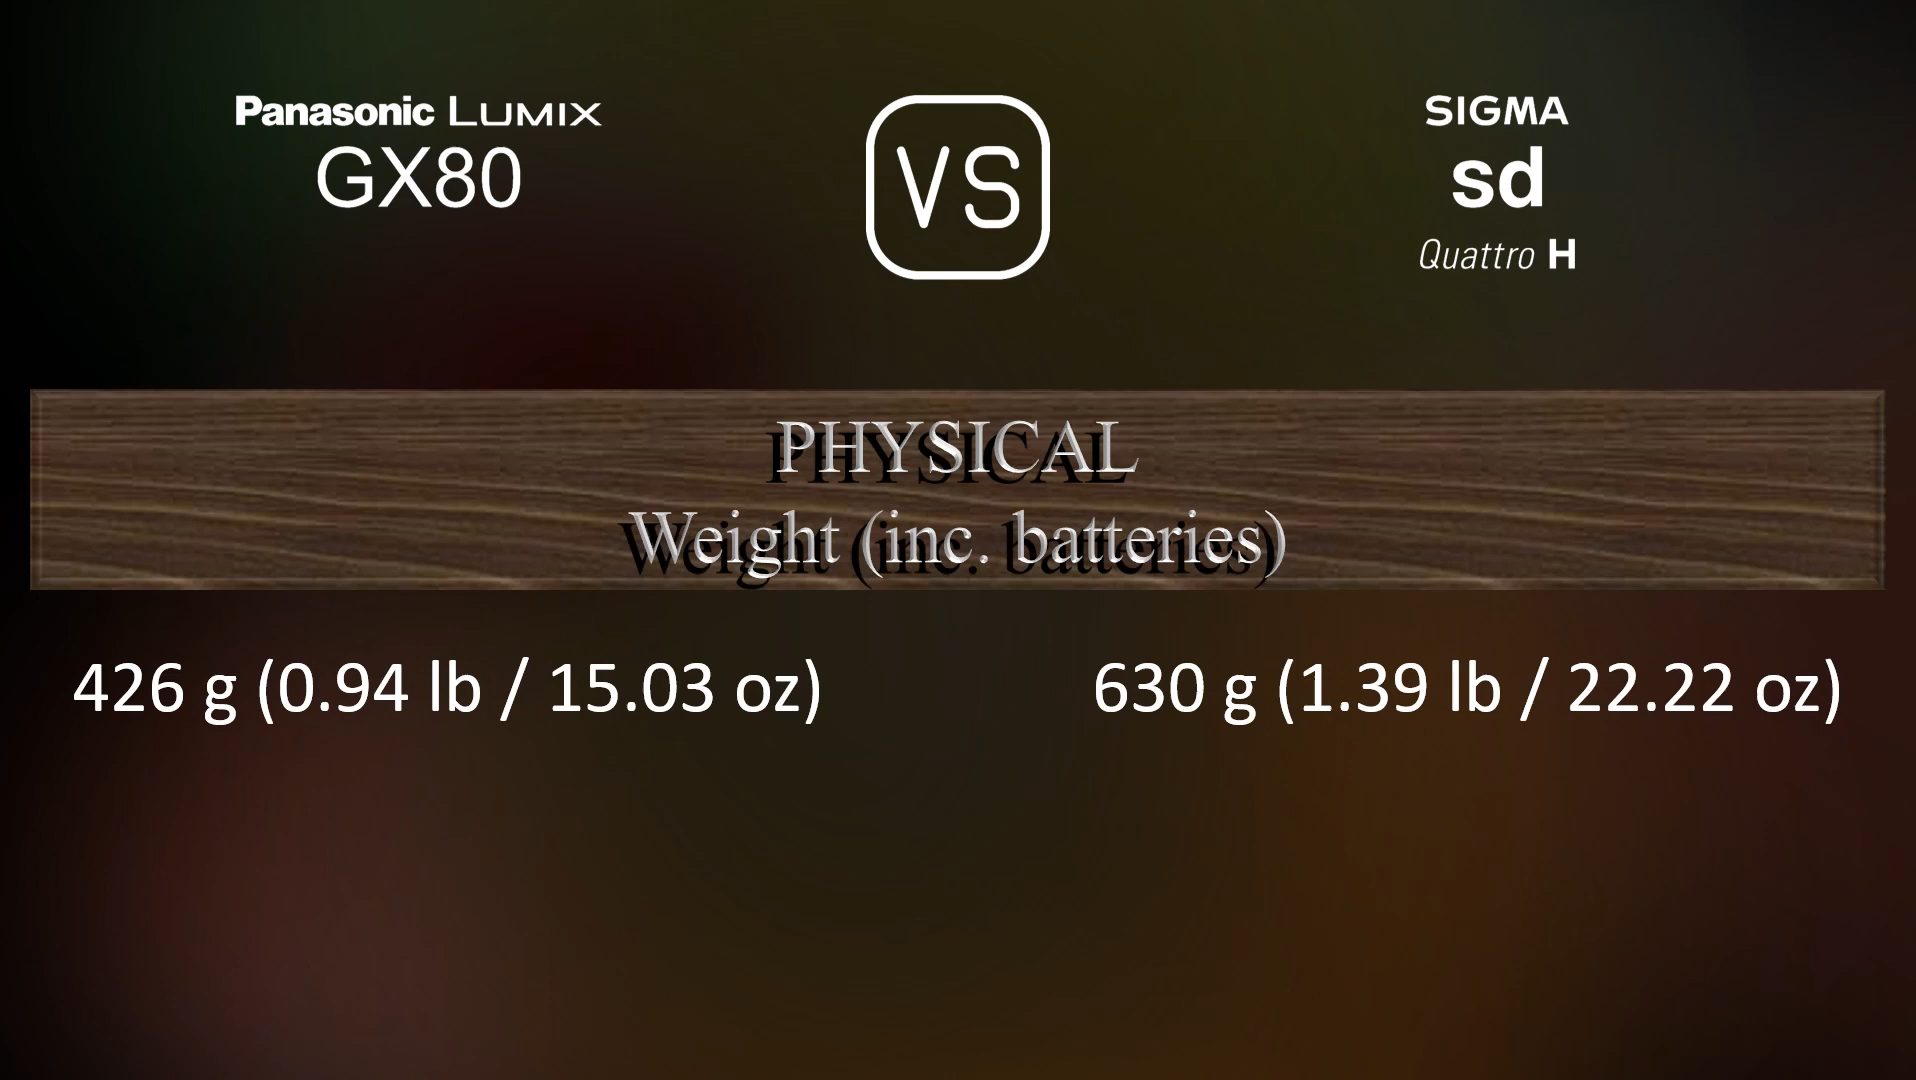 Panasonic LUMIX
GX80
VS
SIGMA
sd
Quattro H
PHYSICAL
Weight (inc. batteries)
426 g (0.94 lb / 15.03 oz)
630 g (1.39 lb / 22.22 oz)